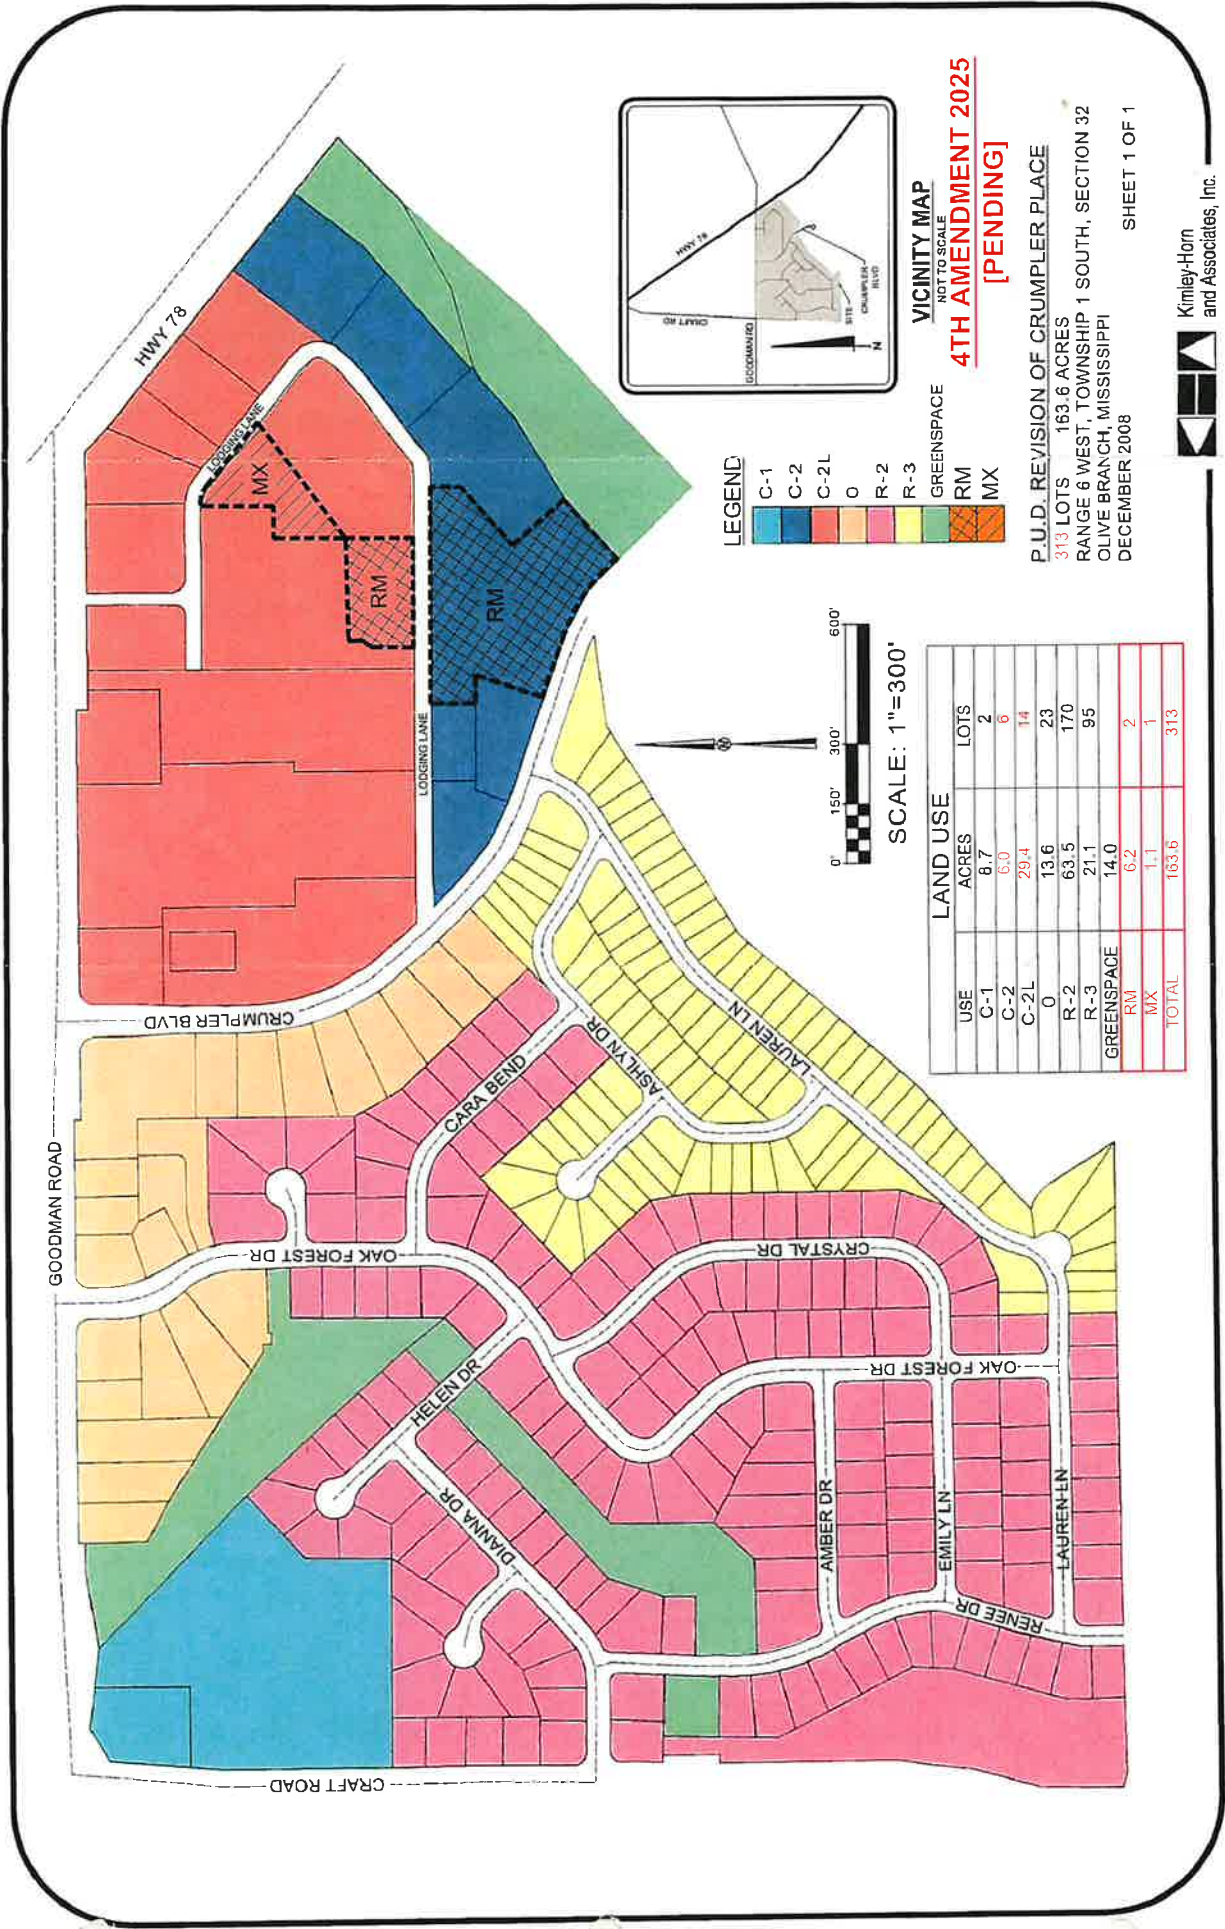 GOODMAN ROAD
HWY 78
LODGING LANE
MX
RM
RM
LODGING LANE
CRUMPLER BLVD
OAK FOREST DR
CARA BEND
ASHLYN DR
LAUREN LN
HELEN DR
DIANNA DR
CRYSTAL DR
OAK FOREST DR
AMBER DR
EMILY LN
LAUREN LN
RENEE DR
CRAFT ROAD
HWY 78
CRAFT RD
GOODMAN RD
SITE
CRUMPLER
BLVD
N
VICINITY MAP
NOT TO SCALE
4TH AMENDMENT 2025
[PENDING]
LEGEND
C-1
C-2
C-2L
O
R-2
R-3
GREENSPACE
RM
MX
P.U.D. REVISION OF CRUMPLER PLACE
313 LOTS 163.6 ACRES
RANGE 6 WEST, TOWNSHIP 1 SOUTH, SECTION 32
OLIVE BRANCH, MISSISSIPPI
DECEMBER 2008
SHEET 1 OF 1
N
0' 150' 300' 600'
SCALE: 1"=300'
LAND USE
USE ACRES LOTS
C-1 8.7 2
C-2 6.0 6
C-2L 29.4 14
O 13.6 23
R-2 63.5 170
R-3 21.1 95
GREENSPACE 14.0
RM 6.2 2
MX 1.1 1
TOTAL 163.6 313
Kimley-Horn
and Associates, Inc.